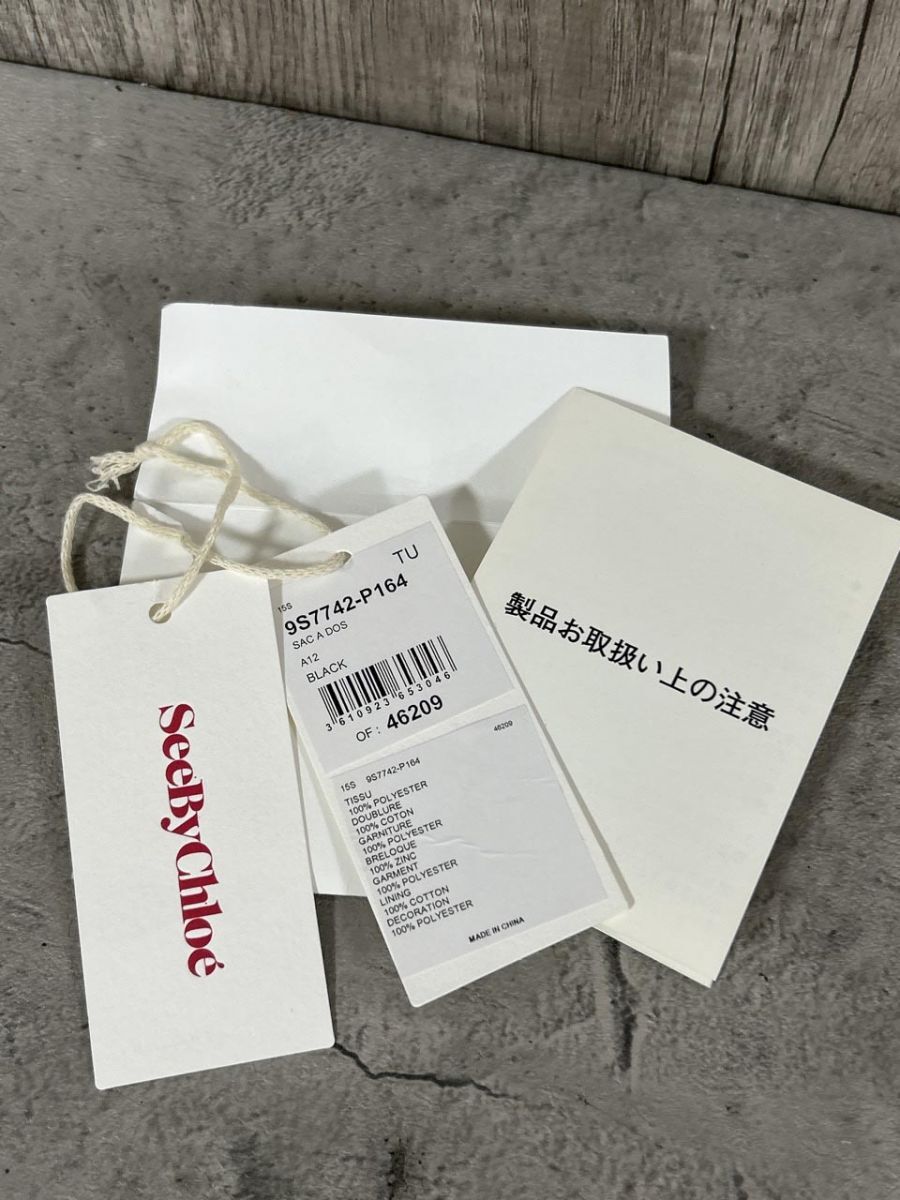 SeeByChloé
TU
15S
9S7742-P164
SAC A DOS
A12
BLACK
3 610923 653046
OF: 46209
15S 9S7742-P164 46209
TISSU
100% POLYESTER
DOUBLURE
100% COTON
GARNITURE
100% POLYESTER
BRELOQUE
100% ZINC
GARMENT
100% POLYESTER
LINING
100% COTTON
DECORATION
100% POLYESTER
MADE IN CHINA
製品お取扱い上の注意